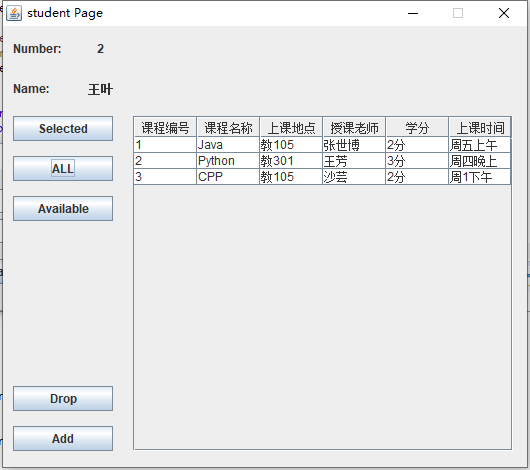 student Page
Number: 2
Name: 王叶
Selected
ALL
Available
Drop
Add
课程编号 课程名称 上课地点 授课老师 学分 上课时间
1 Java 教105 张世博 2分 周五上午
2 Python 教301 王芳 3分 周四晚上
3 CPP 教105 沙芸 2分 周1下午